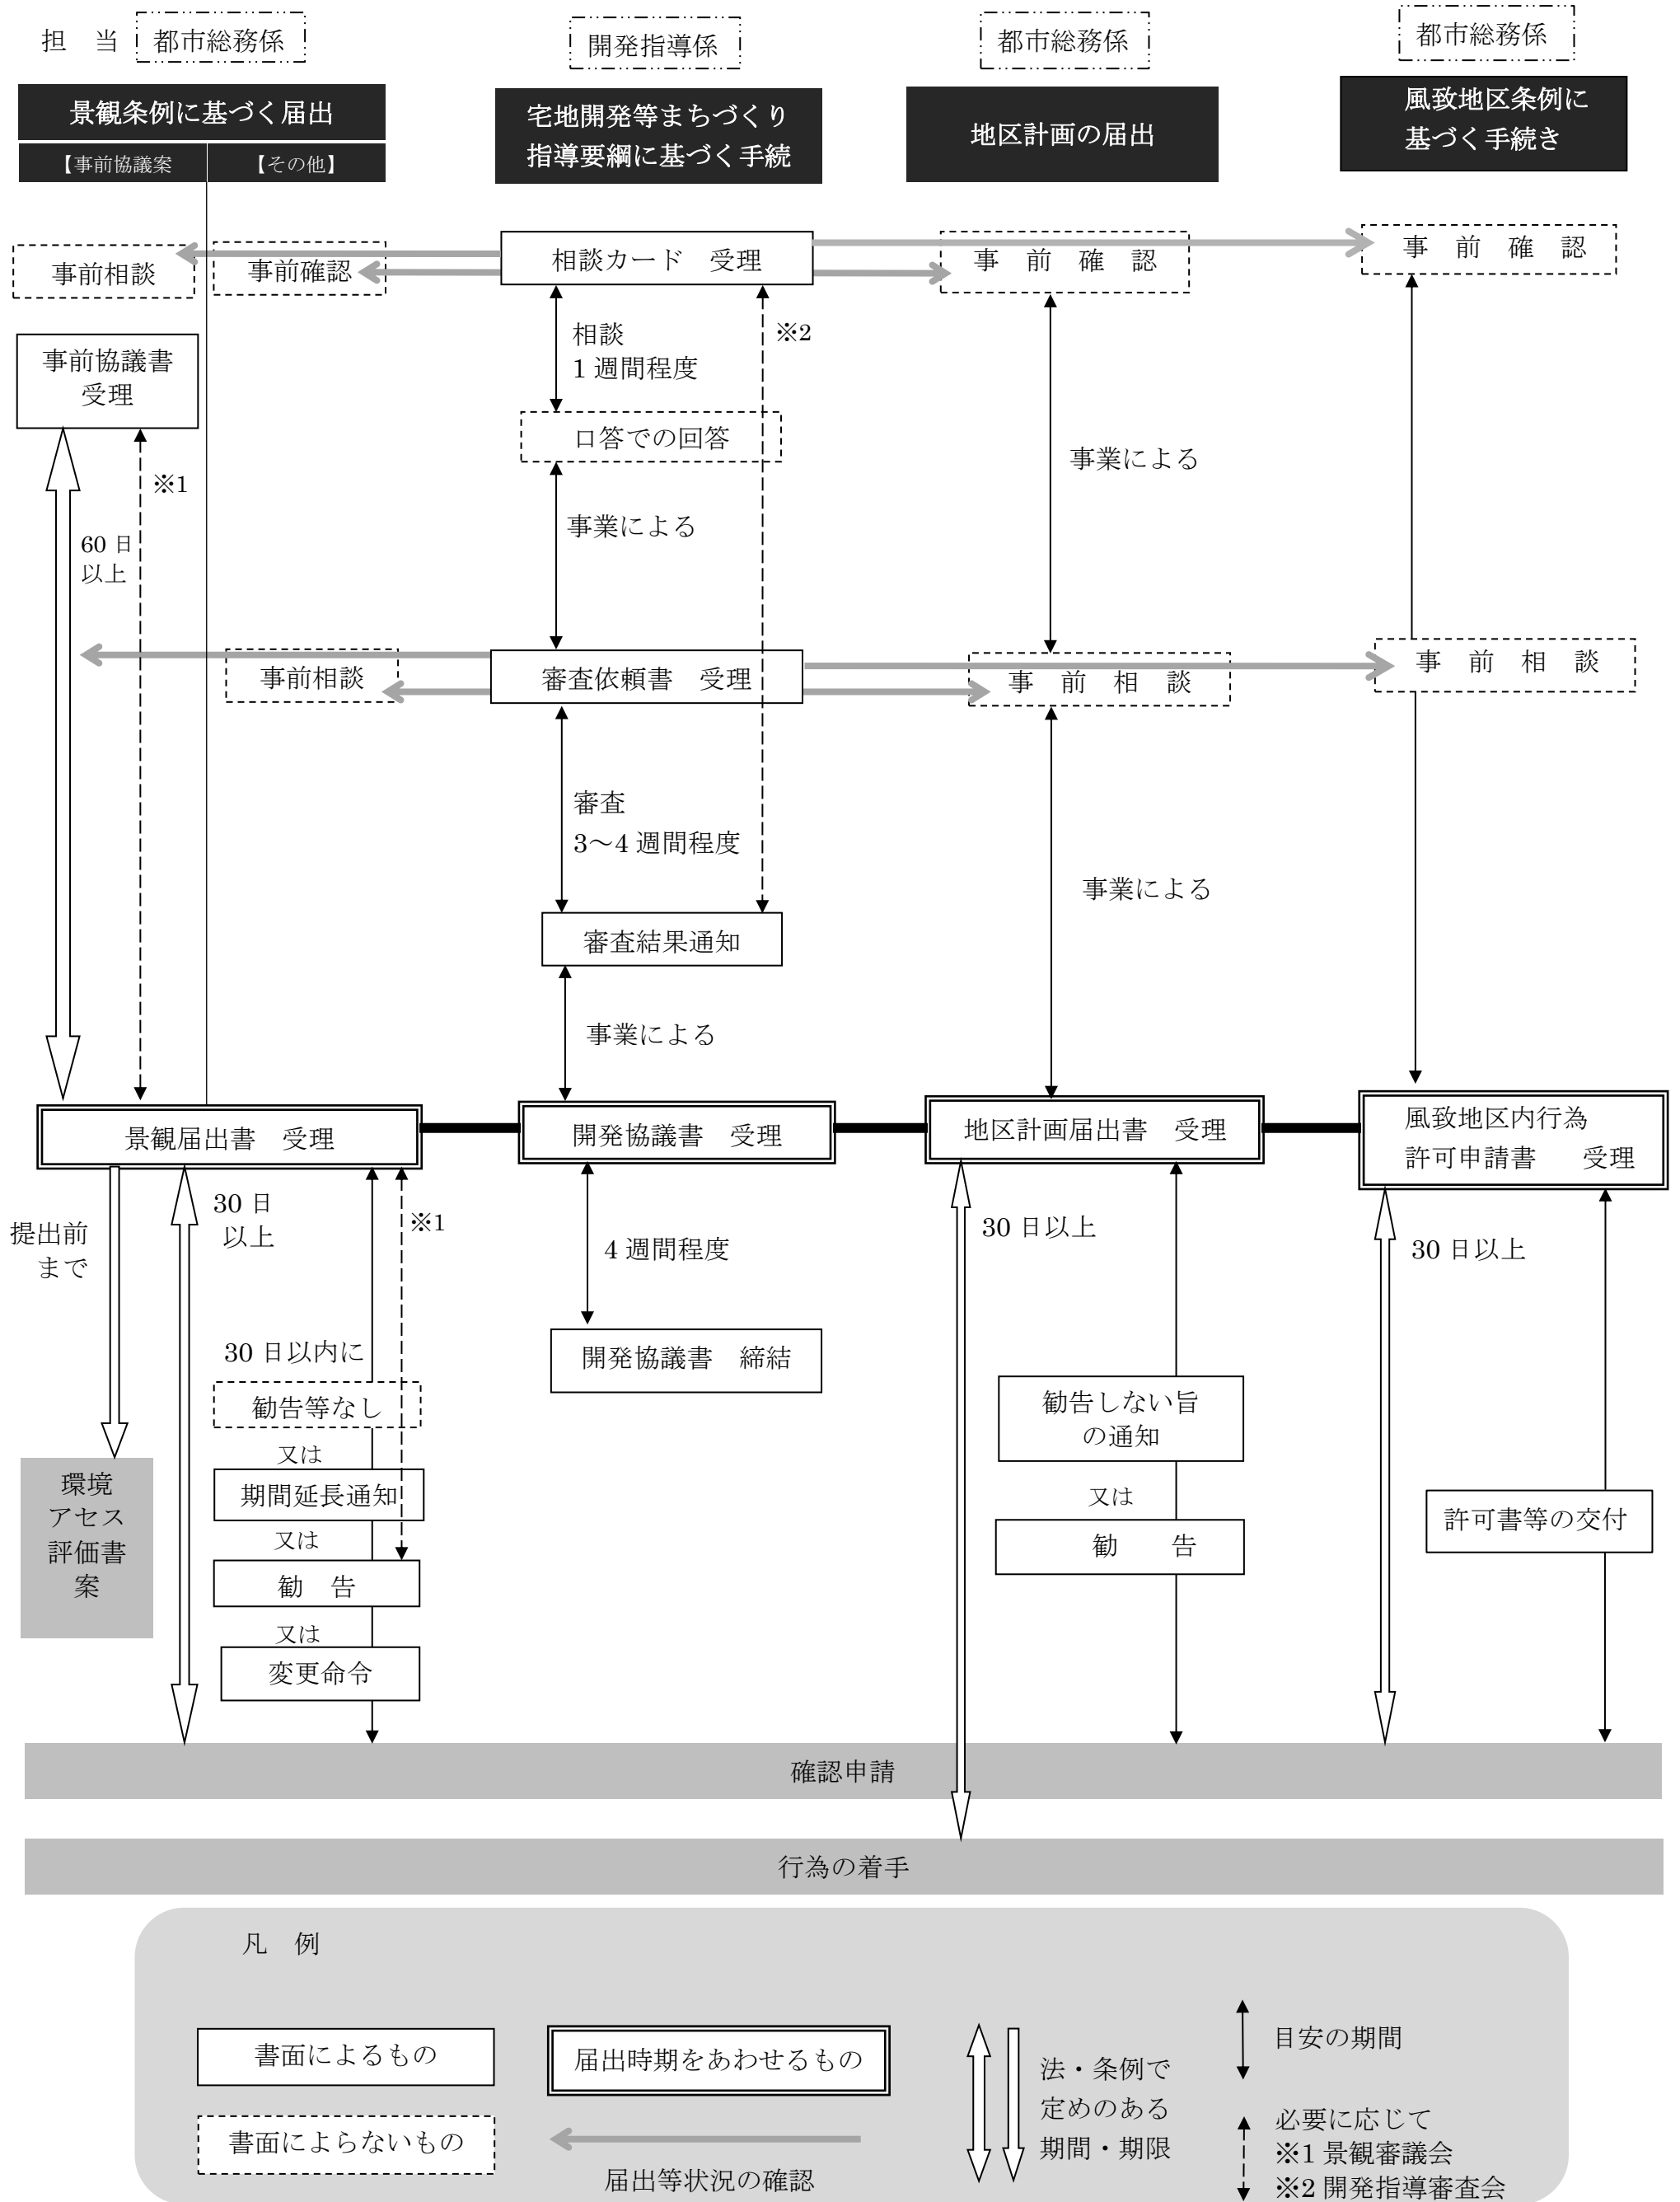 担　当
都市総務係
開発指導係
都市総務係
都市総務係
景観条例に基づく届出
【事前協議案
【その他】
宅地開発等まちづくり
指導要綱に基づく手続
地区計画の届出
風致地区条例に
基づく手続き
事前相談
事前確認
相談カード　受理
事　前　確　認
事　前　確　認
事前協議書
受理
相談
1 週間程度
※2
口答での回答
※1
60 日
以上
事業による
事業による
事前相談
審査依頼書　受理
事　前　相　談
事　前　相　談
審査
3～4 週間程度
事業による
審査結果通知
事業による
景観届出書　受理
開発協議書　受理
地区計画届出書　受理
風致地区内行為
許可申請書　　受理
提出前
まで
30 日
以上
※1
4 週間程度
30 日以上
30 日以上
30 日以内に
勧告等なし
又は
期間延長通知
又は
勧　告
又は
変更命令
開発協議書　締結
勧告しない旨
の通知
又は
勧　　告
許可書等の交付
環境
アセス
評価書
案
確認申請
行為の着手
凡　例
書面によるもの
届出時期をあわせるもの
法・条例で
定めのある
期間・期限
目安の期間
書面によらないもの
届出等状況の確認
必要に応じて
※1 景観審議会
※2 開発指導審査会